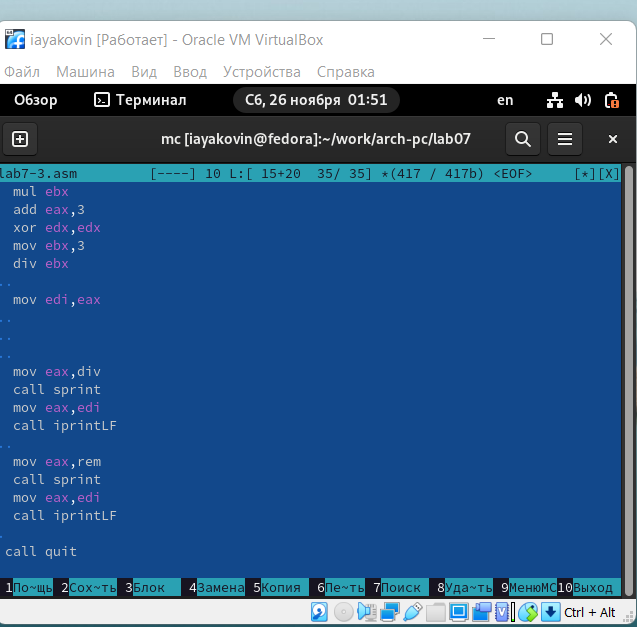 iayakovin [Работает] - Oracle VM VirtualBox
Файл Машина Вид Ввод Устройства Справка
Обзор Терминал Сб, 26 ноября 01:51 en
mc [iayakovin@fedora]:~/work/arch-pc/lab07
lab7-3.asm [----] 10 L:[ 15+20 35/ 35] *(417 / 417b) <EOF> [*][X]
mul ebx
add eax,3
xor edx,edx
mov ebx,3
div ebx
..
mov edi,eax
..
..
..
mov eax,div
call sprint
mov eax,edi
call iprintLF
..
mov eax,rem
call sprint
mov eax,edi
call iprintLF
.
call quit
1По~щь 2Сох~ть 3Блок 4Замена 5Копия 6Пе~ть 7Поиск 8Уда~ть 9МенюMC 10Выход
Ctrl + Alt